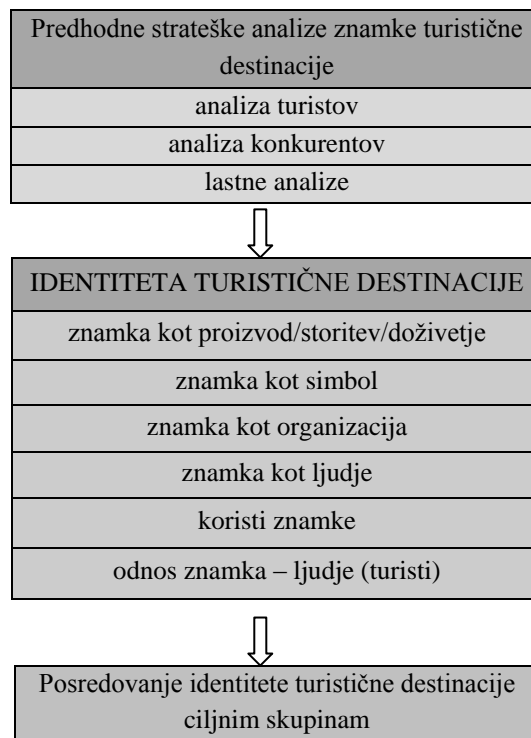 Predhodne strateške analize znamke turistične
destinacije
analiza turistov
analiza konkurentov
lastne analize
IDENTITETA TURISTIČNE DESTINACIJE
znamka kot proizvod/storitev/doživetje
znamka kot simbol
znamka kot organizacija
znamka kot ljudje
koristi znamke
odnos znamka – ljudje (turisti)
Posredovanje identitete turistične destinacije
ciljnim skupinam